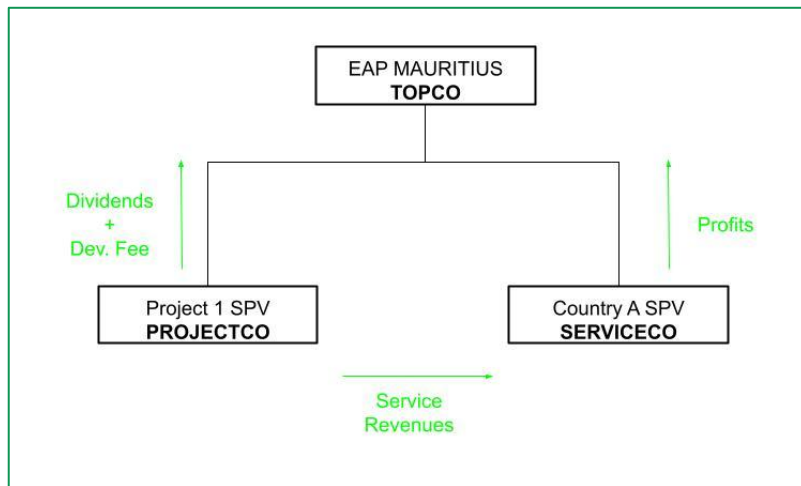 EAP MAURITIUS
TOPCO
Dividends
+
Dev. Fee
Profits
Project 1 SPV
PROJECTCO
Country A SPV
SERVICECO
Service
Revenues